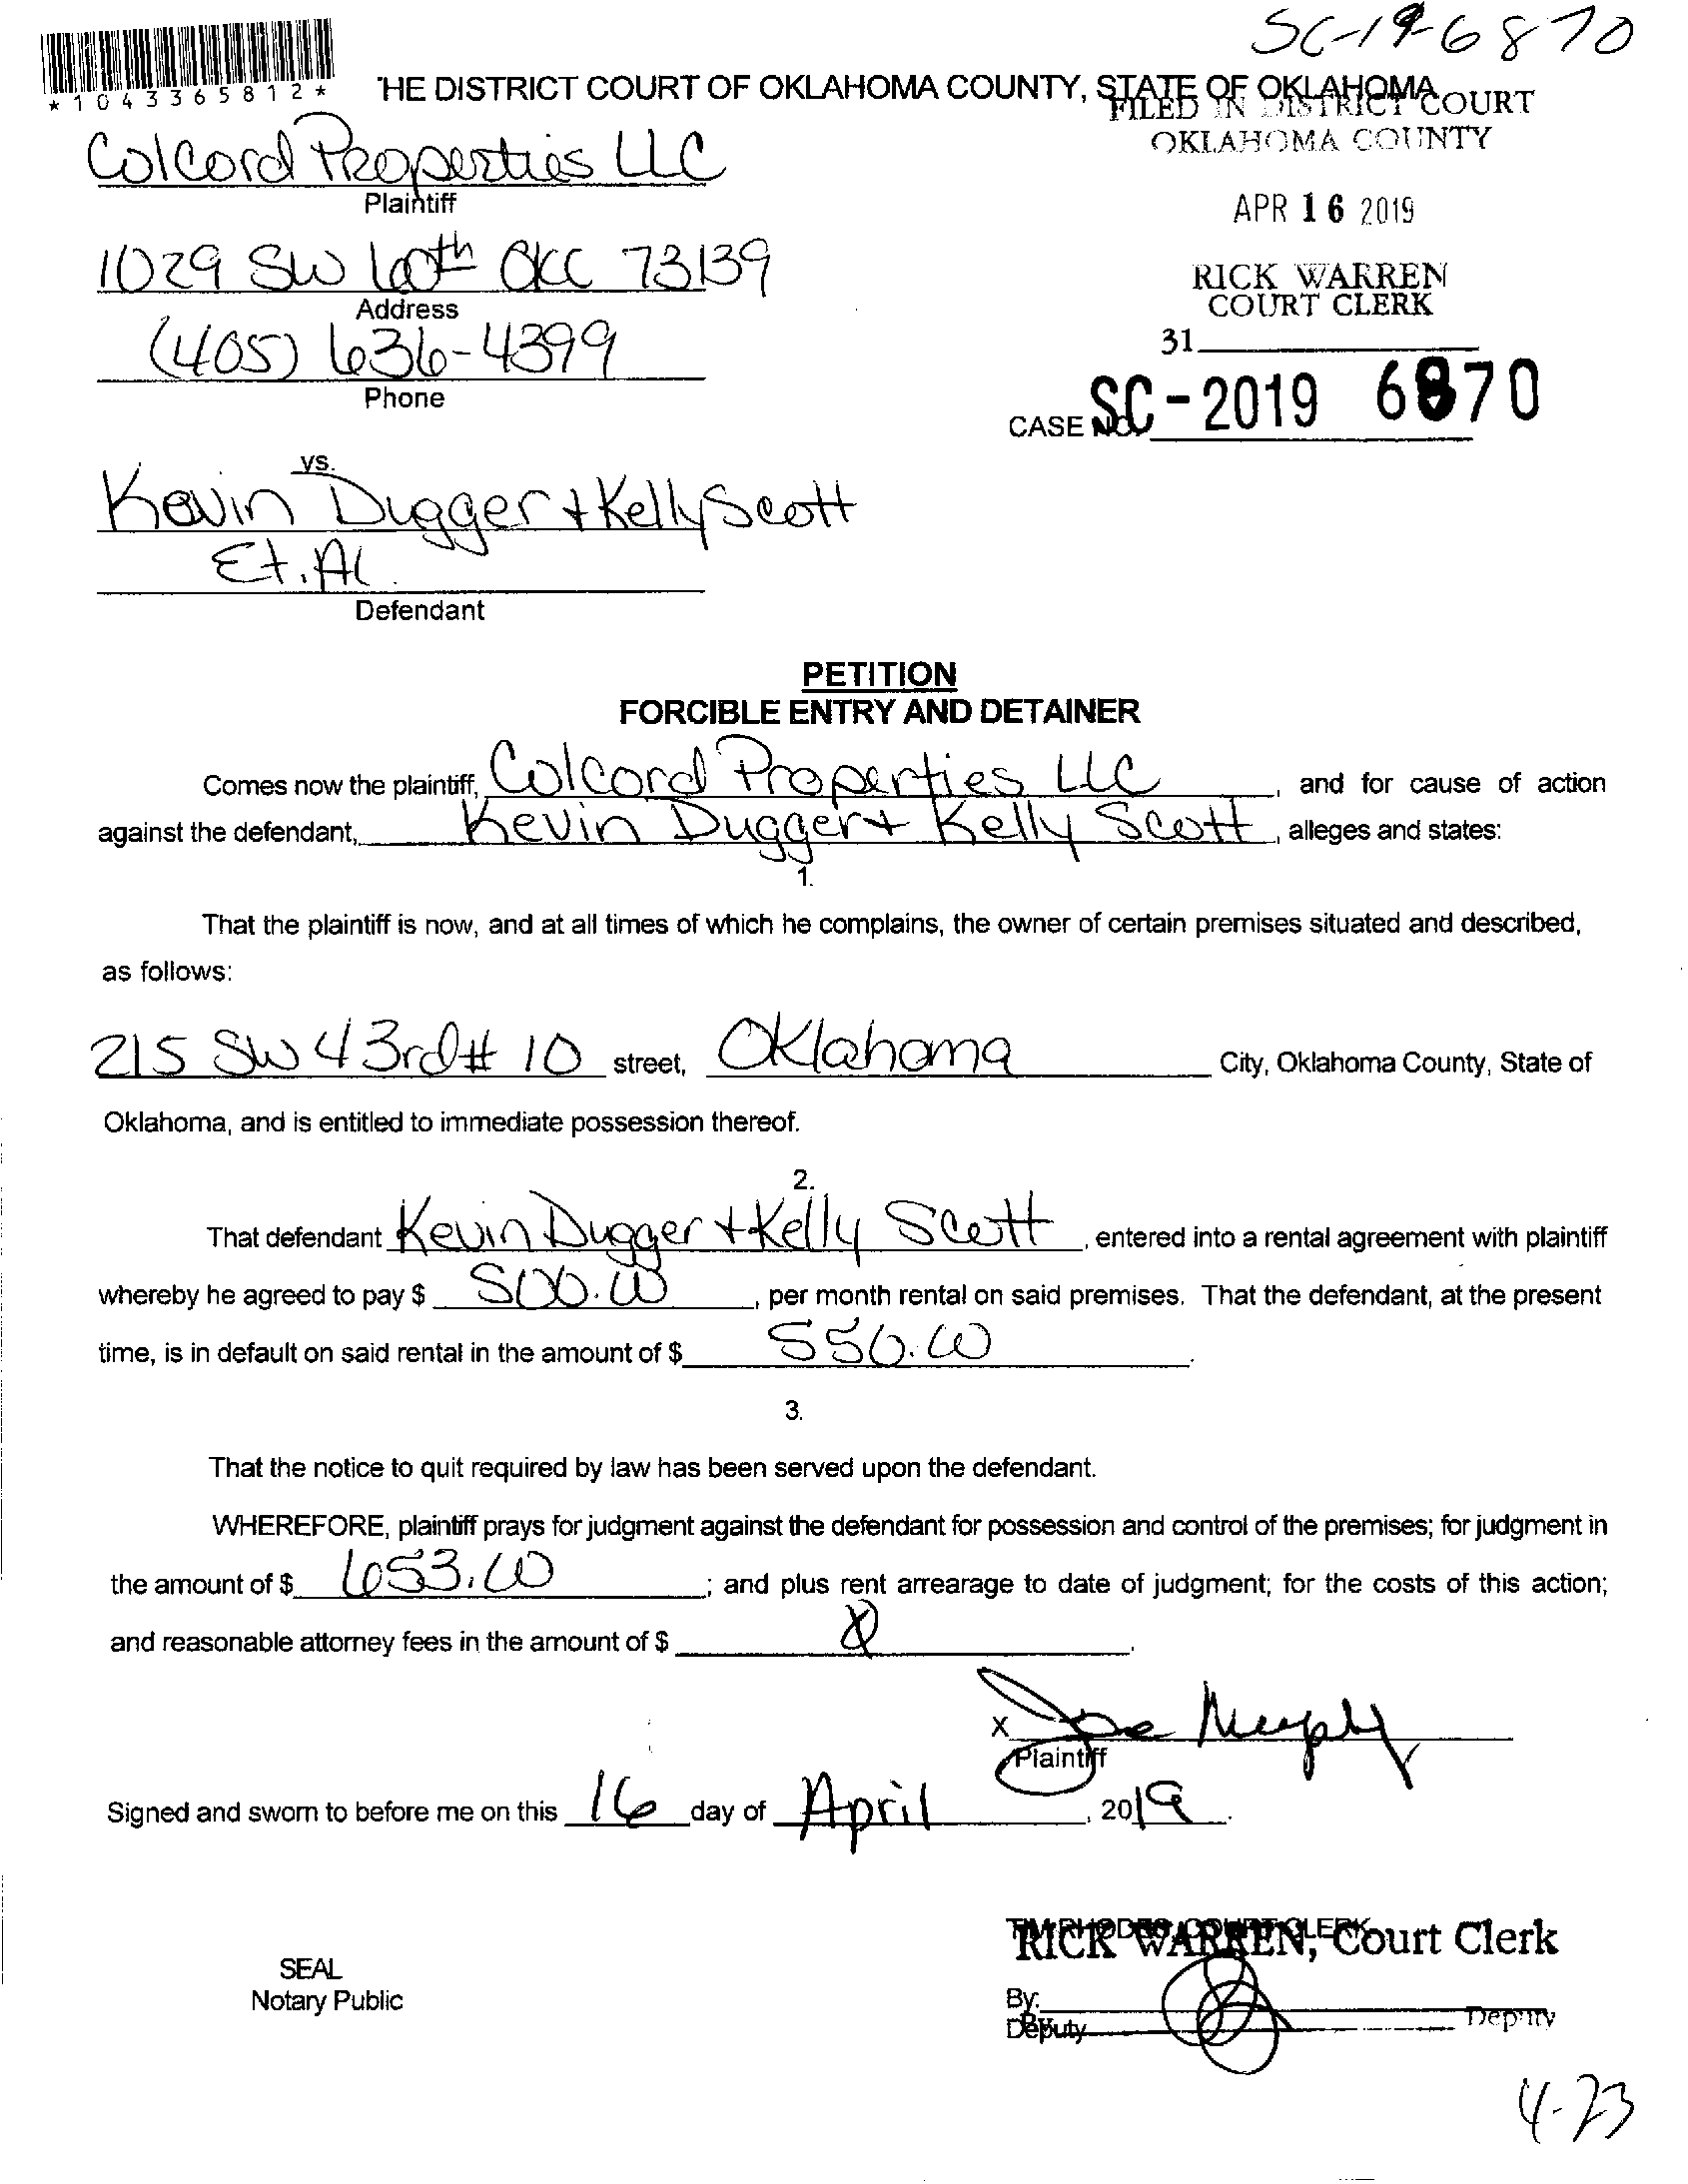 SC-19-6870
*1043365812*
THE DISTRICT COURT OF OKLAHOMA COUNTY, STATE OF OKLAHOMA
FILED IN DISTRICT COURT
OKLAHOMA COUNTY
Colcord Properties LLC
Plaintiff
APR 16 2019
1029 SW 60th OKC 73139
Address
RICK WARREN
COURT CLERK
(405) 636-4399
Phone
31
CASE NO. SC-2019 6870
vs.
Kevin Dugger + Kelly Scott
Et. Al.
Defendant
PETITION
FORCIBLE ENTRY AND DETAINER
Comes now the plaintiff, Colcord Properties LLC, and for cause of action
against the defendant, Kevin Dugger + Kelly Scott, alleges and states:
1.
That the plaintiff is now, and at all times of which he complains, the owner of certain premises situated and described,
as follows:
215 SW 43rd # 10 street, Oklahoma City, Oklahoma County, State of
Oklahoma, and is entitled to immediate possession thereof.
2.
That defendant Kevin Dugger + Kelly Scott, entered into a rental agreement with plaintiff
whereby he agreed to pay $ 500.00, per month rental on said premises. That the defendant, at the present
time, is in default on said rental in the amount of $ 550.00.
3.
That the notice to quit required by law has been served upon the defendant.
WHEREFORE, plaintiff prays for judgment against the defendant for possession and control of the premises; for judgment in
the amount of $ 653.00; and plus rent arrearage to date of judgment; for the costs of this action;
and reasonable attorney fees in the amount of $
X Joe Murphy
Plaintiff
Signed and sworn to before me on this 16 day of April, 2019.
TIM RHODES, COURT CLERK
RICK WARREN, Court Clerk
SEAL
Notary Public
By:
Deputy
By Deputy
4-23